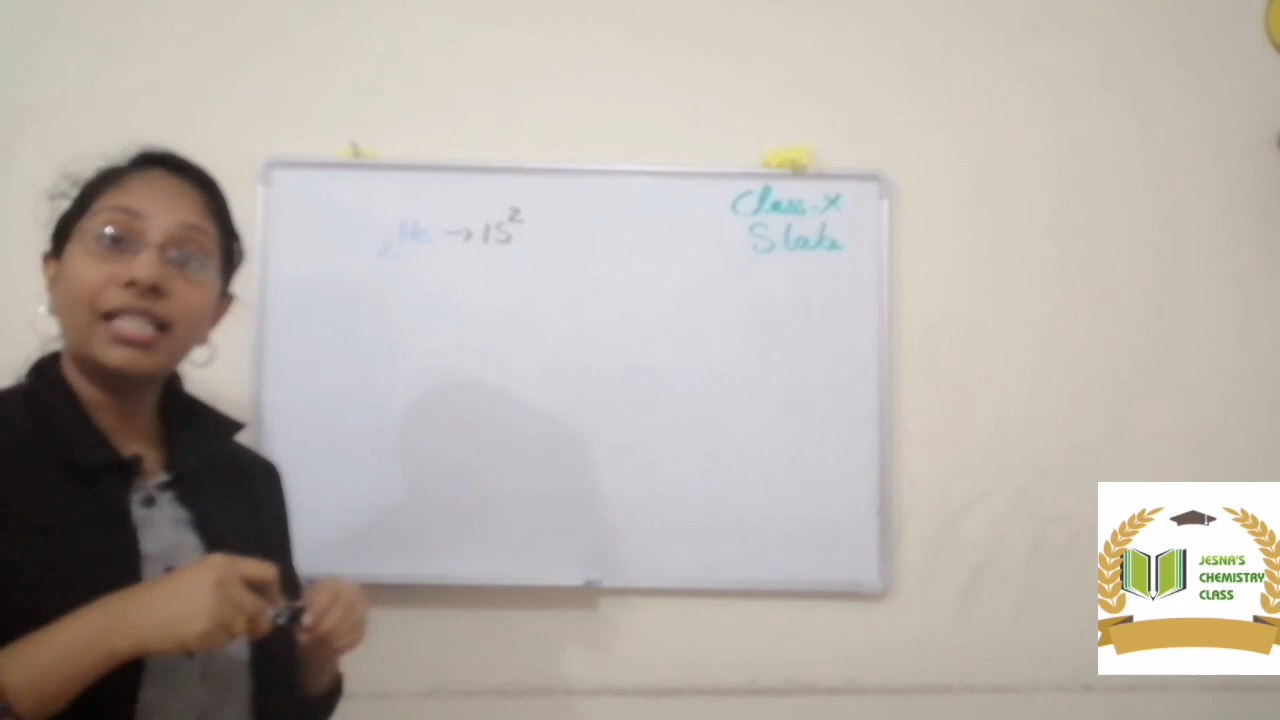 ₂He → 1S²
Class-X
State
JESNA'S
CHEMISTRY
CLASS